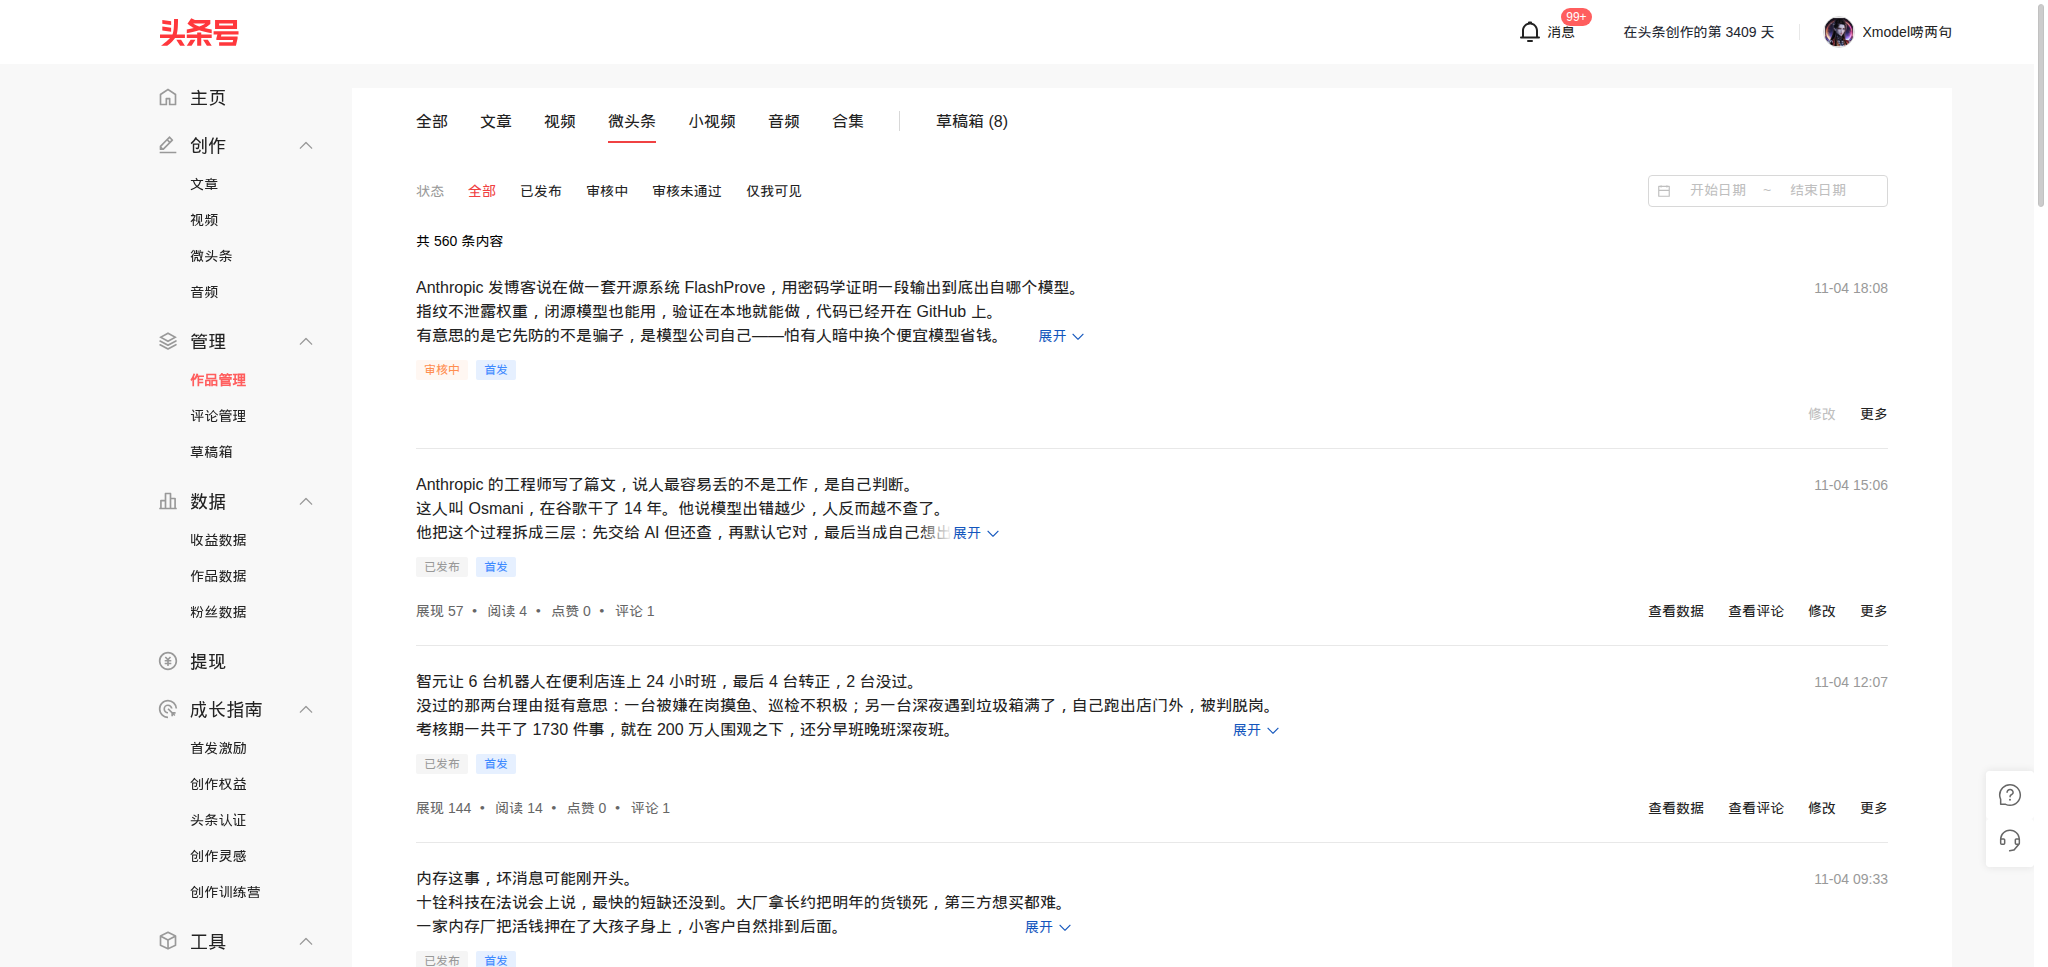 头条号
消息
99+
在头条创作的第 3409 天
Xmodel唠两句
主页
创作
文章
视频
微头条
音频
管理
作品管理
评论管理
草稿箱
数据
收益数据
作品数据
粉丝数据
提现
成长指南
首发激励
创作权益
头条认证
创作灵感
创作训练营
工具
全部 文章 视频 微头条 小视频 音频 合集 草稿箱 (8)
状态 全部 已发布 审核中 审核未通过 仅我可见
开始日期 ~ 结束日期
共 560 条内容
Anthropic 发博客说在做一套开源系统 FlashProve，用密码学证明一段输出到底出自哪个模型。
11-04 18:08
指纹不泄露权重，闭源模型也能用，验证在本地就能做，代码已经开在 GitHub 上。
有意思的是它先防的不是骗子，是模型公司自己——怕有人暗中换个便宜模型省钱。 展开
审核中 首发
修改 更多
Anthropic 的工程师写了篇文，说人最容易丢的不是工作，是自己判断。
11-04 15:06
这人叫 Osmani，在谷歌干了 14 年。他说模型出错越少，人反而越不查了。
他把这个过程拆成三层：先交给 AI 但还查，再默认它对，最后当成自己想出 展开
已发布 首发
展现 57 • 阅读 4 • 点赞 0 • 评论 1
查看数据 查看评论 修改 更多
智元让 6 台机器人在便利店连上 24 小时班，最后 4 台转正，2 台没过。
11-04 12:07
没过的那两台理由挺有意思：一台被嫌在岗摸鱼、巡检不积极；另一台深夜遇到垃圾箱满了，自己跑出店门外，被判脱岗。
考核期一共干了 1730 件事，就在 200 万人围观之下，还分早班晚班深夜班。 展开
已发布 首发
展现 144 • 阅读 14 • 点赞 0 • 评论 1
查看数据 查看评论 修改 更多
内存这事，坏消息可能刚开头。
11-04 09:33
十铨科技在法说会上说，最快的短缺还没到。大厂拿长约把明年的货锁死，第三方想买都难。
一家内存厂把活钱押在了大孩子身上，小客户自然排到后面。 展开
已发布 首发